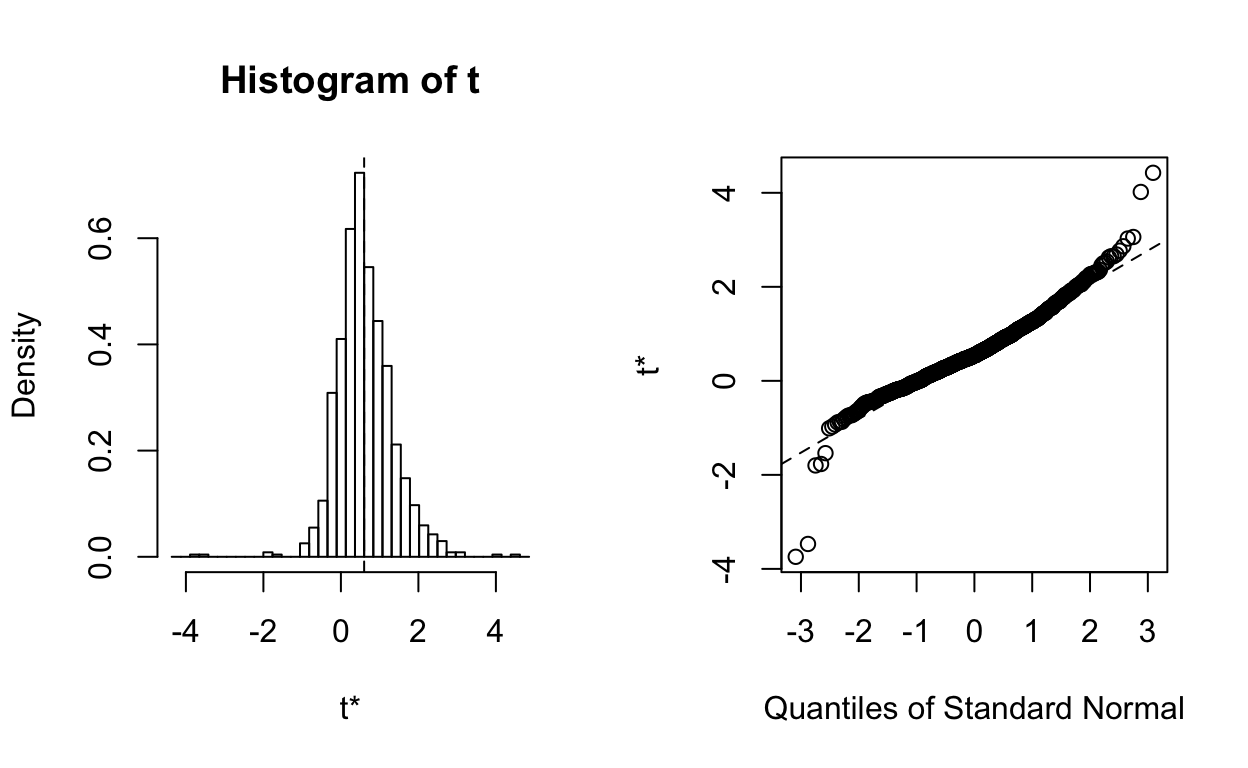 Histogram of t
Density
0.0 0.2 0.4 0.6
-4 -2 0 2 4
t*
t*
-4 -2 0 2 4
-3 -2 -1 0 1 2 3
Quantiles of Standard Normal